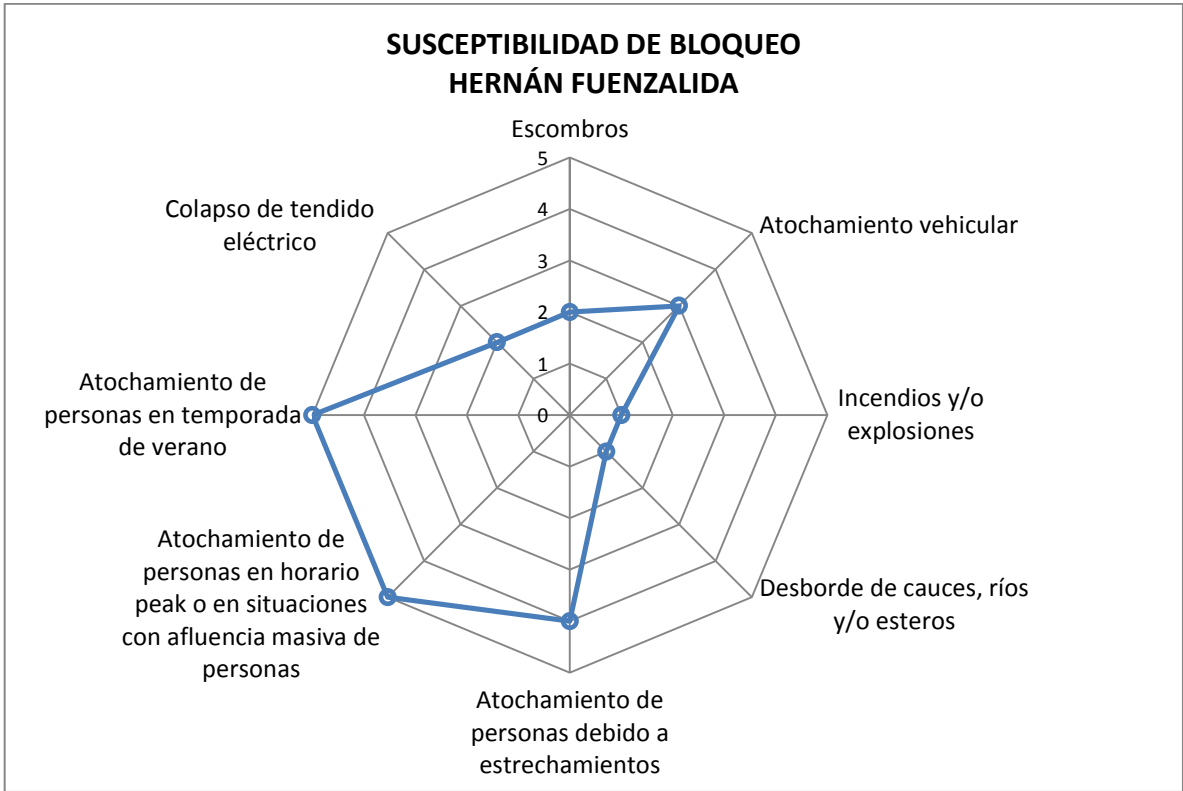 SUSCEPTIBILIDAD DE BLOQUEO
HERNÁN FUENZALIDA
Escombros
5
4
3
2
1
0
Atochamiento vehicular
Incendios y/o
explosiones
Desborde de cauces, ríos
y/o esteros
Atochamiento de
personas debido a
estrechamientos
Atochamiento de
personas en horario
peak o en situaciones
con afluencia masiva de
personas
Atochamiento de
personas en temporada
de verano
Colapso de tendido
eléctrico